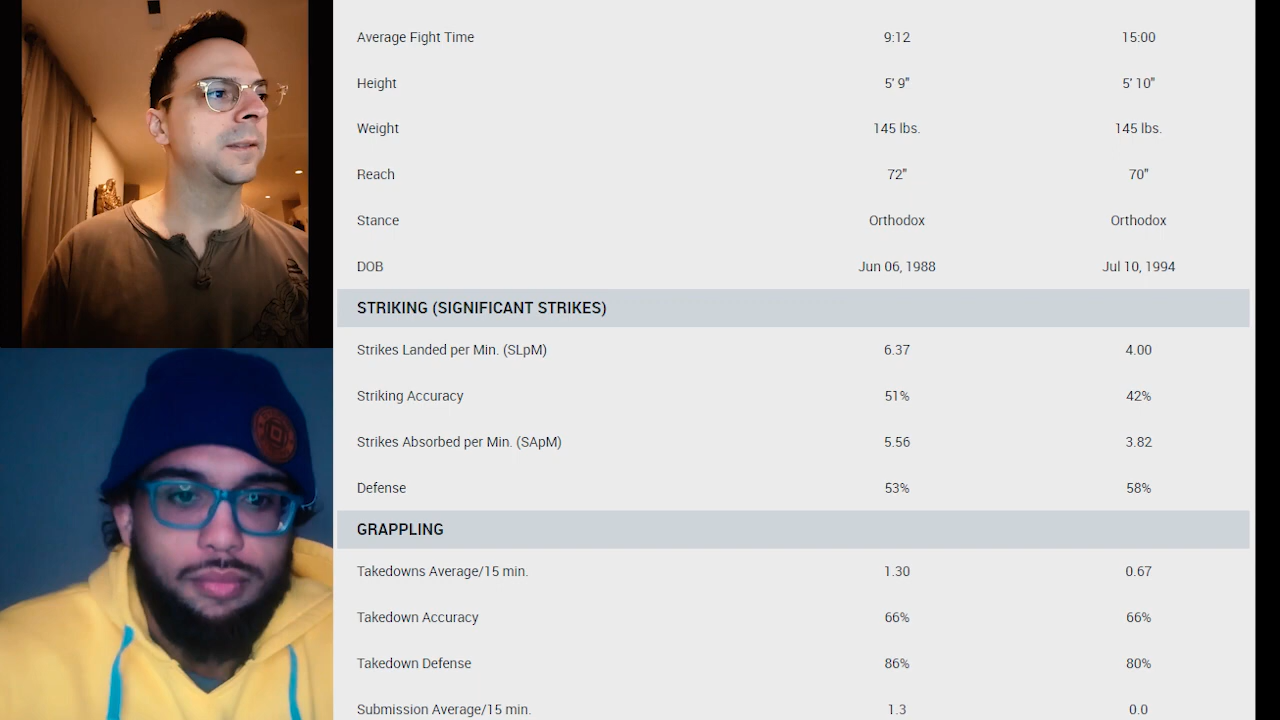 Average Fight Time 9:12 15:00
Height 5' 9" 5' 10"
Weight 145 lbs. 145 lbs.
Reach 72" 70"
Stance Orthodox Orthodox
DOB Jun 06, 1988 Jul 10, 1994
STRIKING (SIGNIFICANT STRIKES)
Strikes Landed per Min. (SLpM) 6.37 4.00
Striking Accuracy 51% 42%
Strikes Absorbed per Min. (SApM) 5.56 3.82
Defense 53% 58%
GRAPPLING
Takedowns Average/15 min. 1.30 0.67
Takedown Accuracy 66% 66%
Takedown Defense 86% 80%
Submission Average/15 min. 1.3 0.0